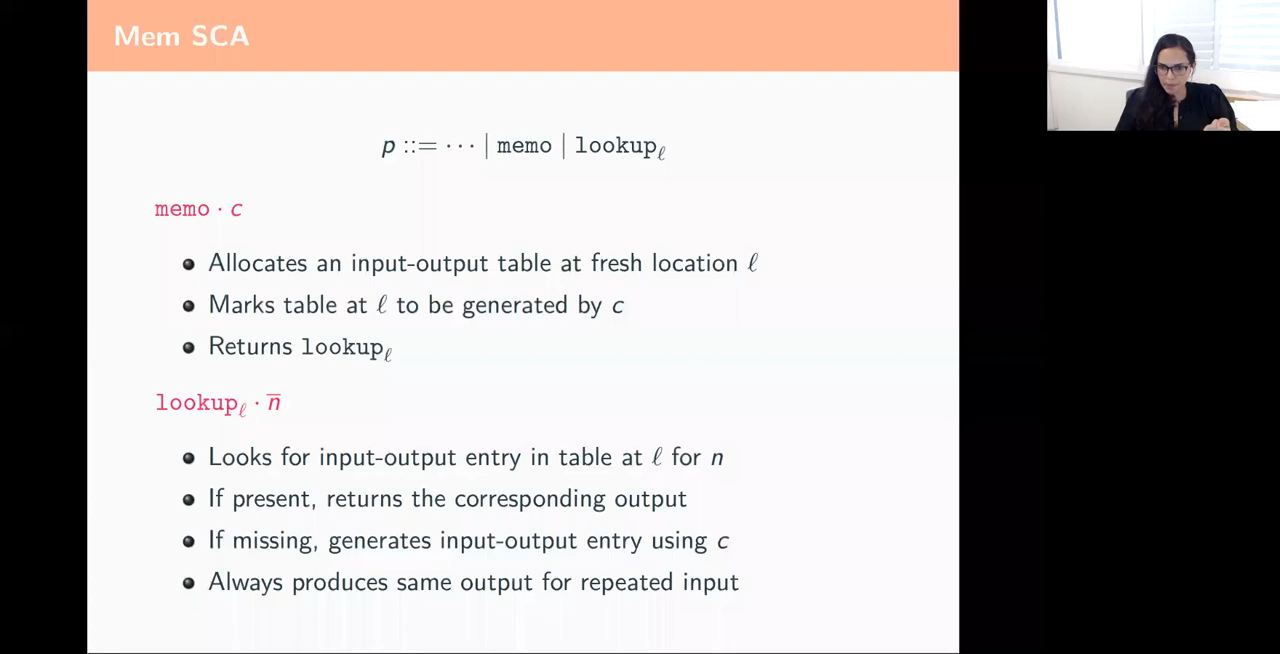 Mem SCA
p ::= ··· | memo | lookupℓ
memo · c
Allocates an input-output table at fresh location ℓ
Marks table at ℓ to be generated by c
Returns lookupℓ
lookupℓ · n̅
Looks for input-output entry in table at ℓ for n
If present, returns the corresponding output
If missing, generates input-output entry using c
Always produces same output for repeated input